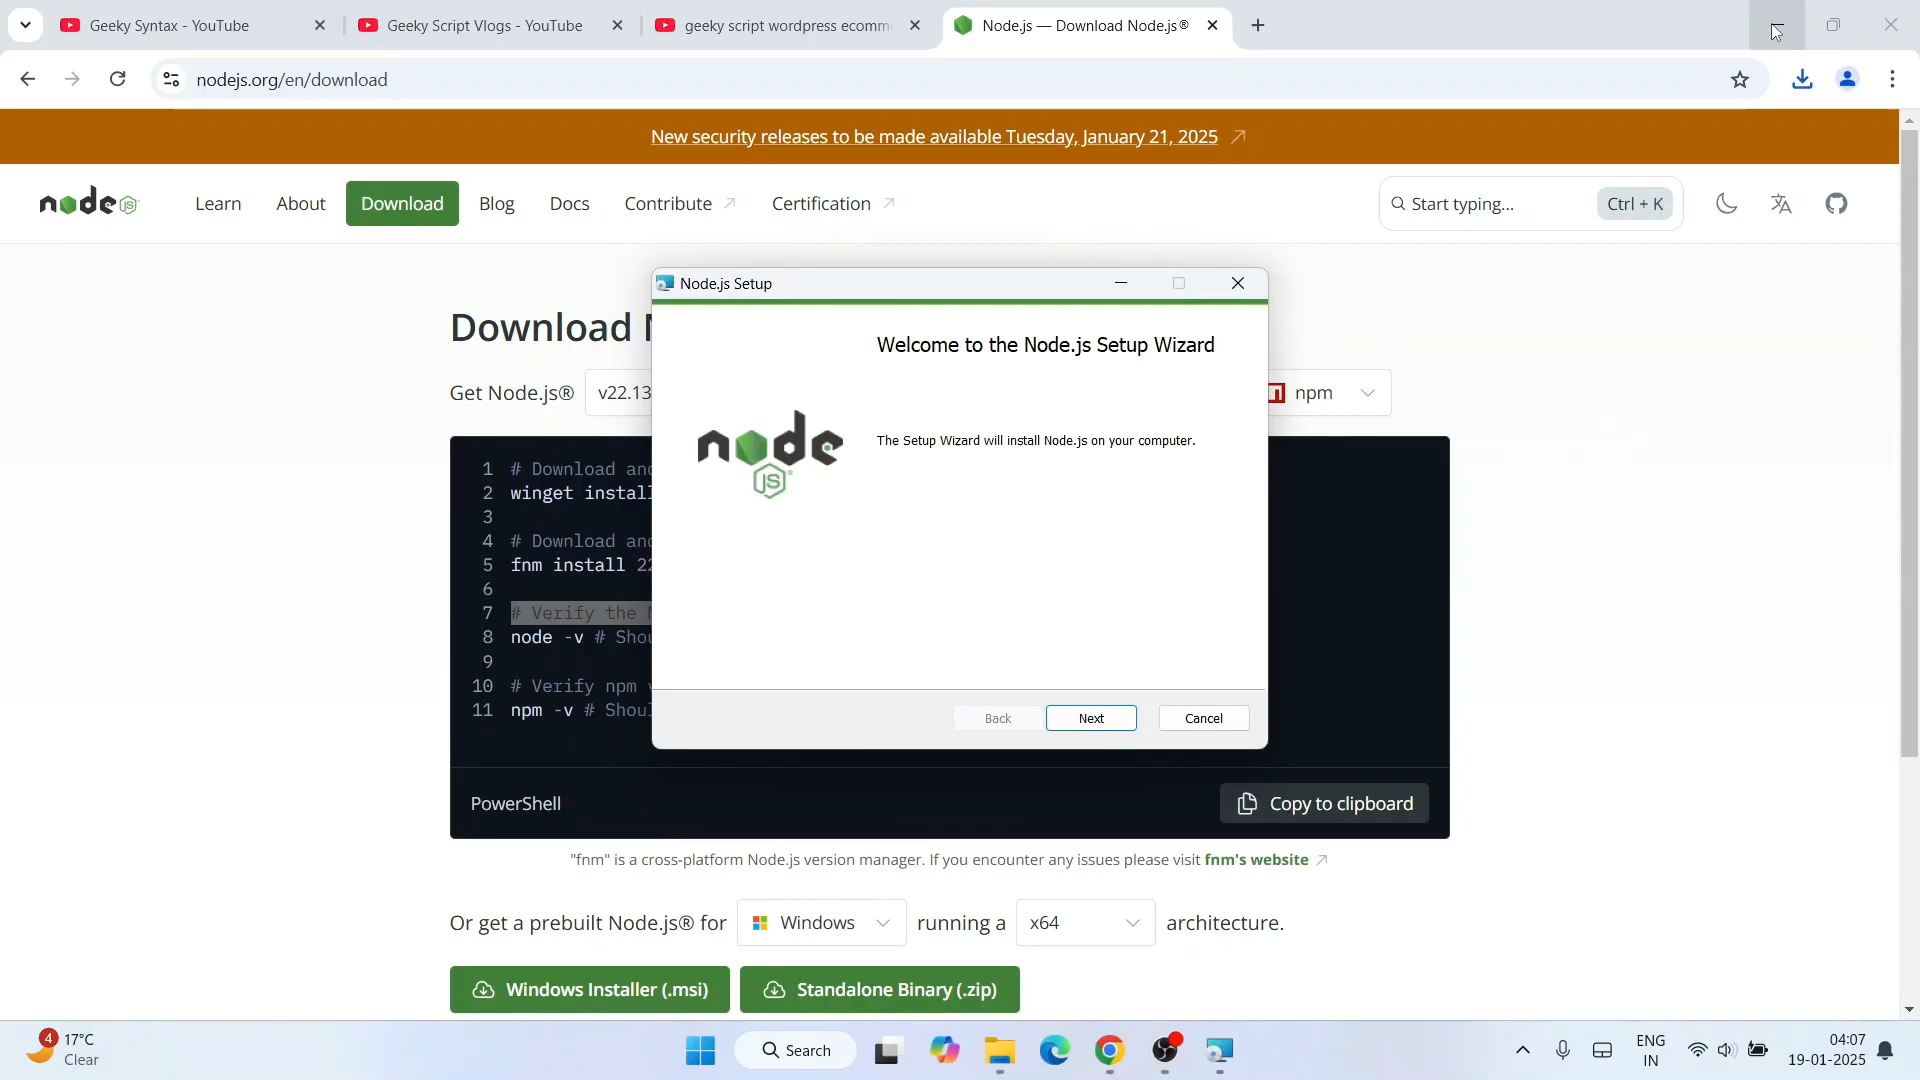 Geeky Syntax - YouTube
Geeky Script Vlogs - YouTube
geeky script wordpress ecomm
Node.js — Download Node.js®
nodejs.org/en/download
New security releases to be made available Tuesday, January 21, 2025
node JS
Learn
About
Download
Blog
Docs
Contribute
Certification
Start typing...
Ctrl + K
Node.js Setup
Download
Welcome to the Node.js Setup Wizard
Get Node.js®
v22.13
npm
node
JS
The Setup Wizard will install Node.js on your computer.
1 # Download and
2 winget install
3
4 # Download and
5 fnm install 22
6
7 # Verify the
8 node -v # Shou
9
10 # Verify npm
11 npm -v # Shoul
Back
Next
Cancel
PowerShell
Copy to clipboard
"fnm" is a cross-platform Node.js version manager. If you encounter any issues please visit fnm's website
Or get a prebuilt Node.js® for Windows running a x64 architecture.
Windows Installer (.msi)
Standalone Binary (.zip)
4
17°C
Clear
Search
ENG
IN
04:07
19-01-2025